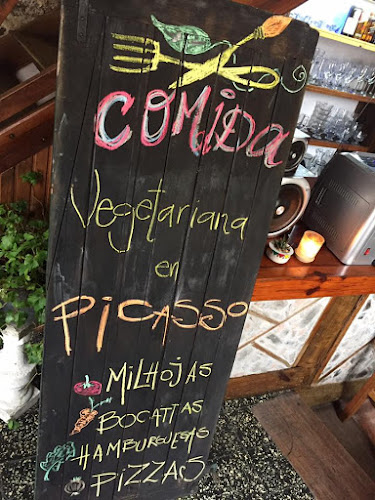 COMiDA
Vegetariana
en
PiCASSO
MILHOJAS
BOCATTAS
HAMBURGUESAS
PIZZAS